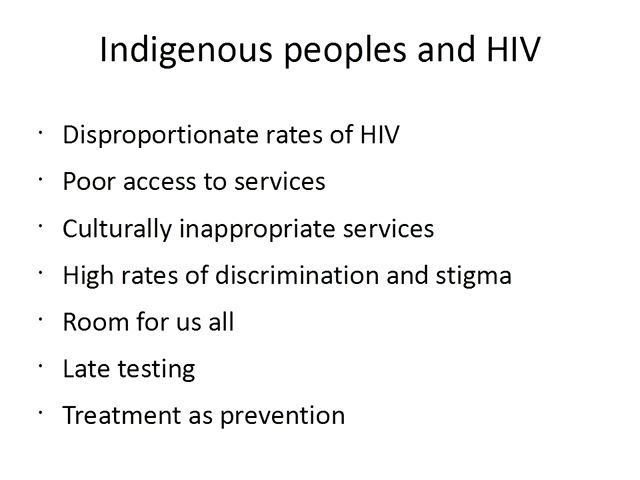 Indigenous peoples and HIV
· Disproportionate rates of HIV
· Poor access to services
· Culturally inappropriate services
· High rates of discrimination and stigma
· Room for us all
· Late testing
· Treatment as prevention